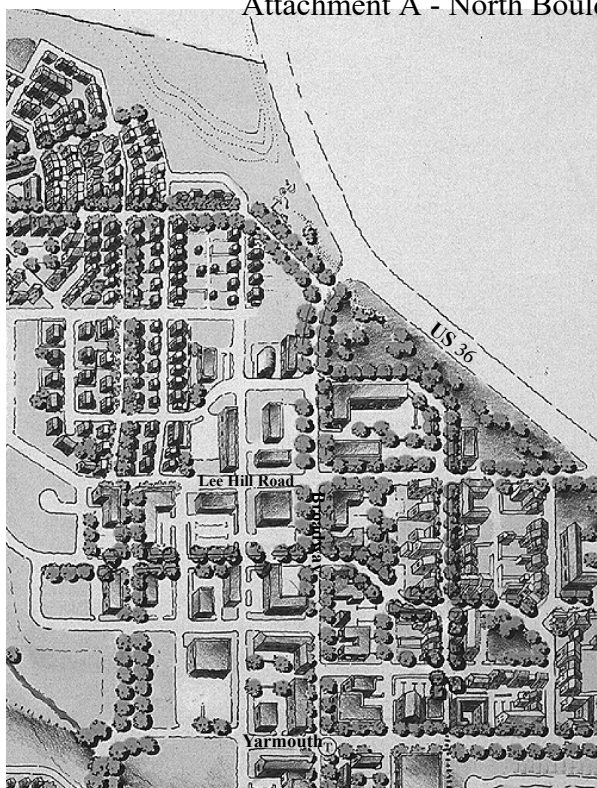 Attachment A - North Boul
US 36
Lee Hill Road
Broadway
Yarmouth
T